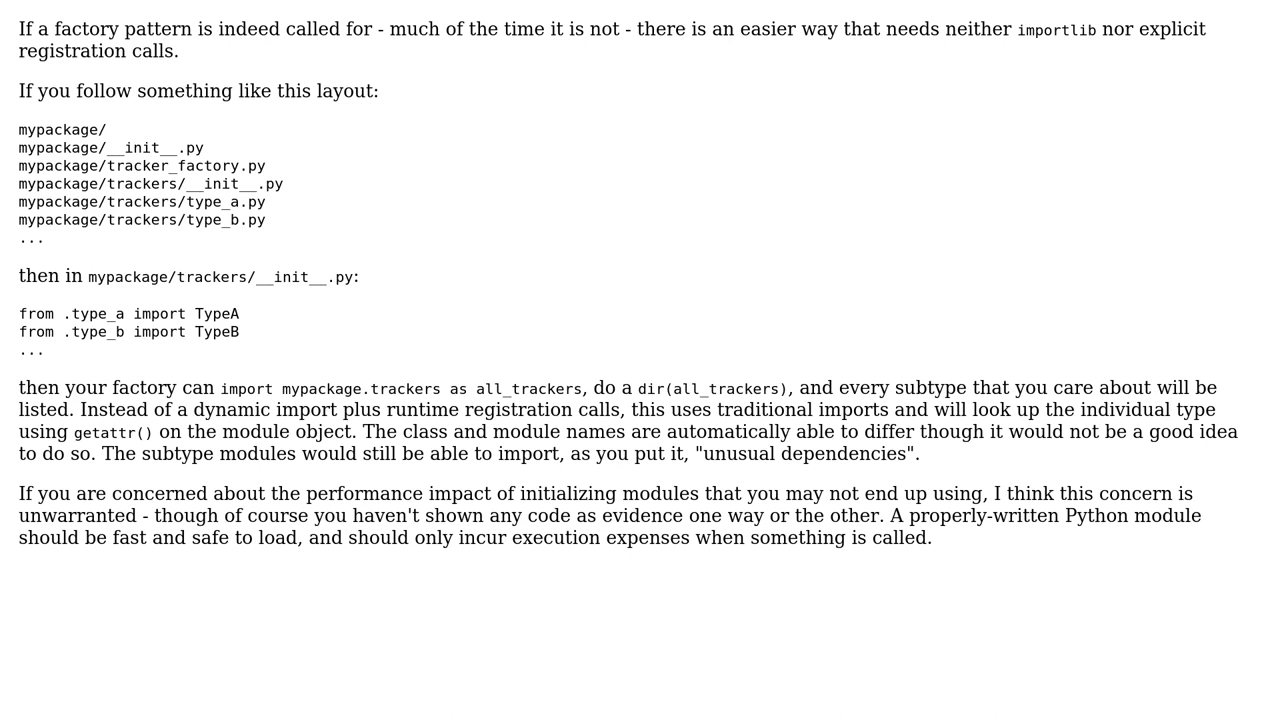 If a factory pattern is indeed called for - much of the time it is not - there is an easier way that needs neither importlib nor explicit
registration calls.
If you follow something like this layout:
mypackage/
mypackage/__init__.py
mypackage/tracker_factory.py
mypackage/trackers/__init__.py
mypackage/trackers/type_a.py
mypackage/trackers/type_b.py
...
then in mypackage/trackers/__init__.py:
from .type_a import TypeA
from .type_b import TypeB
...
then your factory can import mypackage.trackers as all_trackers, do a dir(all_trackers), and every subtype that you care about will be
listed. Instead of a dynamic import plus runtime registration calls, this uses traditional imports and will look up the individual type
using getattr() on the module object. The class and module names are automatically able to differ though it would not be a good idea
to do so. The subtype modules would still be able to import, as you put it, "unusual dependencies".
If you are concerned about the performance impact of initializing modules that you may not end up using, I think this concern is
unwarranted - though of course you haven't shown any code as evidence one way or the other. A properly-written Python module
should be fast and safe to load, and should only incur execution expenses when something is called.